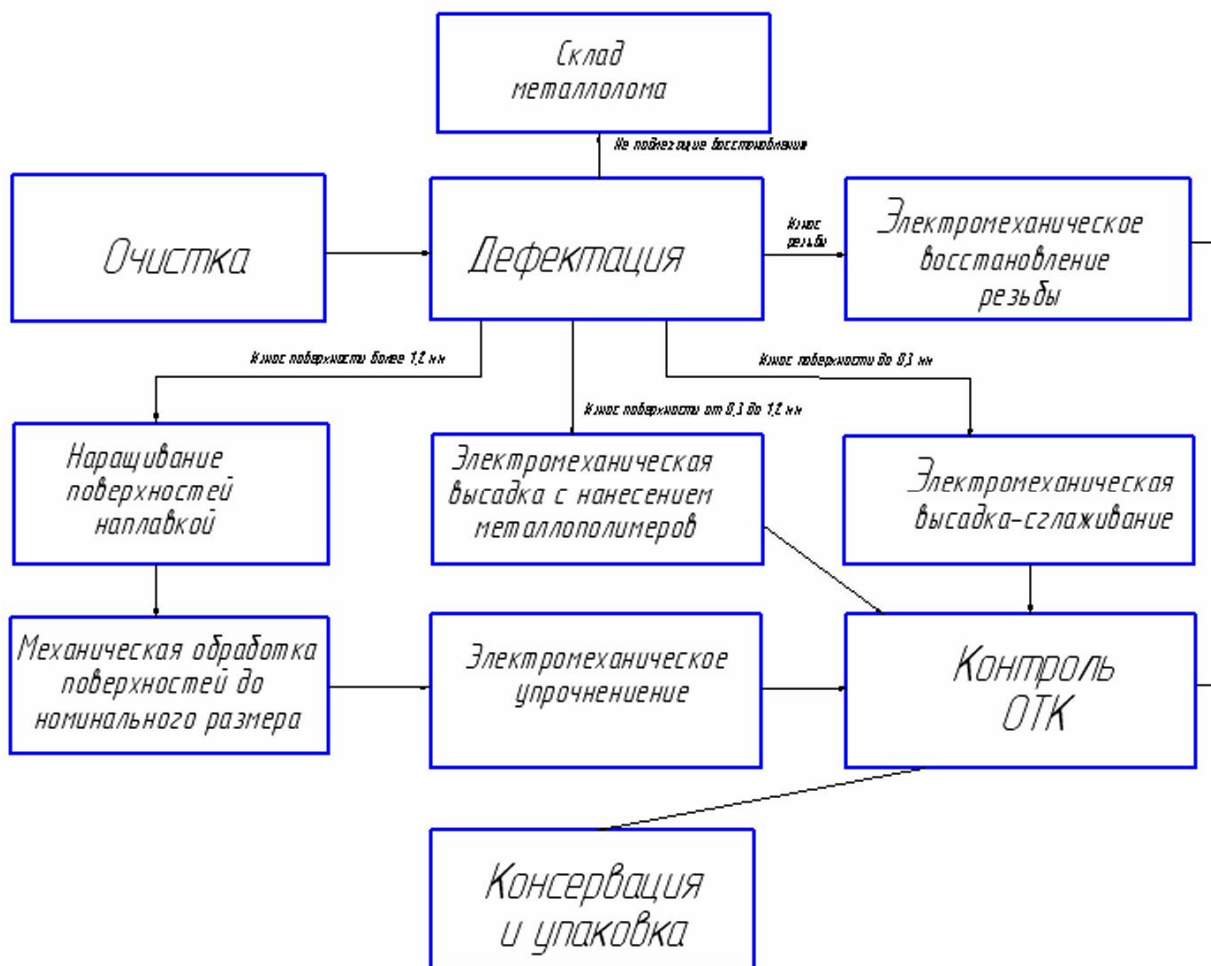 Склад
металлолома
Не подлежащие восстановлению
Очистка
Дефектация
Износ
резьбы
Электромеханическое
восстановление
резьбы
Износ поверхности более 1,2 мм
Износ поверхности от 0,3 до 1,2 мм
Износ поверхности до 0,3 мм
Наращивание
поверхностей
наплавкой
Электромеханическая
высадка с нанесением
металлополимеров
Электромеханическая
высадка-сглаживание
Механическая обработка
поверхностей до
номинального размера
Электромеханическое
упрочнениение
Контроль
ОТК
Консервация
и упаковка